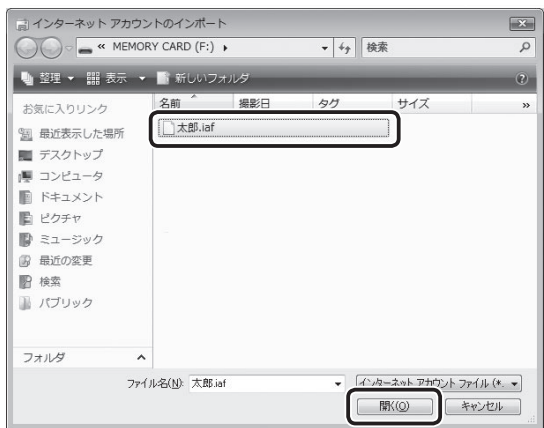 インターネット アカウントのインポート
« MEMORY CARD (F:)
検索
整理 表示 新しいフォルダ
お気に入りリンク
名前 撮影日 タグ サイズ »
太郎.iaf
最近表示した場所
デスクトップ
コンピュータ
ドキュメント
ピクチャ
ミュージック
最近の変更
検索
パブリック
フォルダ
ファイル名(N): 太郎.iaf
インターネット アカウント ファイル (*.
開く(O) キャンセル